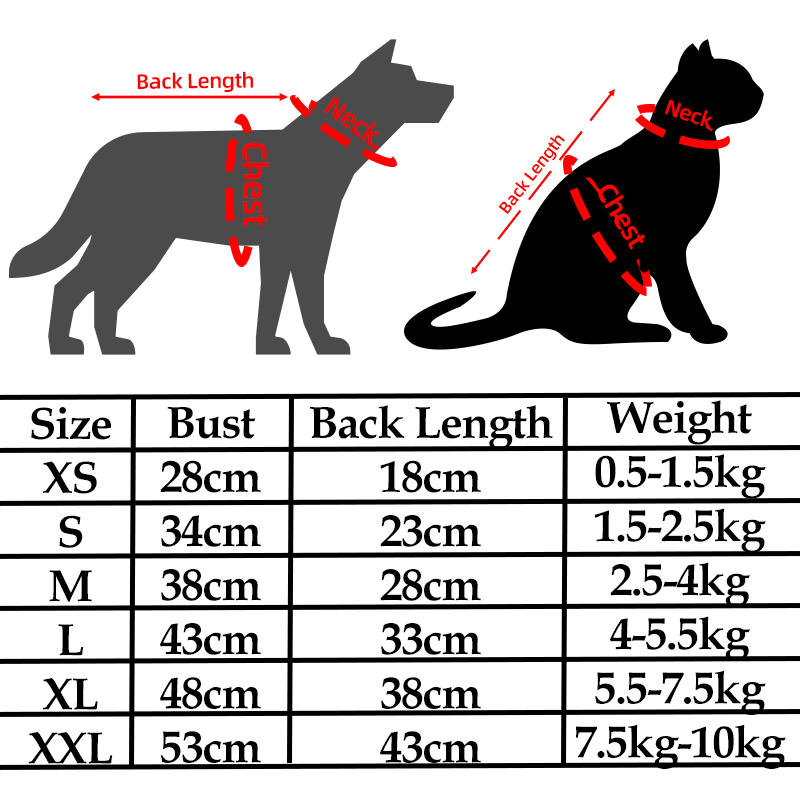 Back Length
Neck
Chest
Back Length
Neck
Chest
Size Bust Back Length Weight
XS 28cm 18cm 0.5-1.5kg
S 34cm 23cm 1.5-2.5kg
M 38cm 28cm 2.5-4kg
L 43cm 33cm 4-5.5kg
XL 48cm 38cm 5.5-7.5kg
XXL 53cm 43cm 7.5kg-10kg